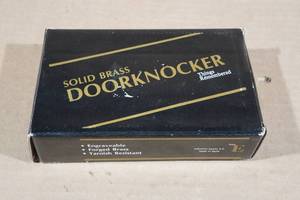 SOLID BRASS
DOORKNOCKER
Things
Remembered
• Engraveable
• Forged Brass
• Tarnish Resistant